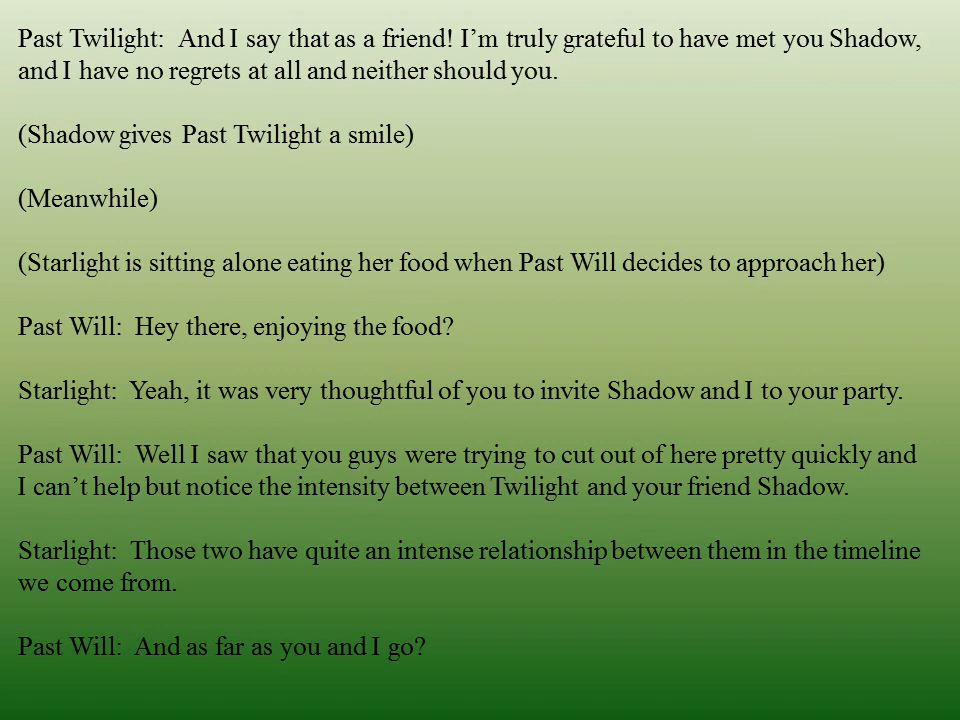 Past Twilight:  And I say that as a friend! I’m truly grateful to have met you Shadow,
and I have no regrets at all and neither should you.
(Shadow gives Past Twilight a smile)
(Meanwhile)
(Starlight is sitting alone eating her food when Past Will decides to approach her)
Past Will:  Hey there, enjoying the food?
Starlight:  Yeah, it was very thoughtful of you to invite Shadow and I to your party.
Past Will:  Well I saw that you guys were trying to cut out of here pretty quickly and
I can’t help but notice the intensity between Twilight and your friend Shadow.
Starlight:  Those two have quite an intense relationship between them in the timeline
we come from.
Past Will:  And as far as you and I go?